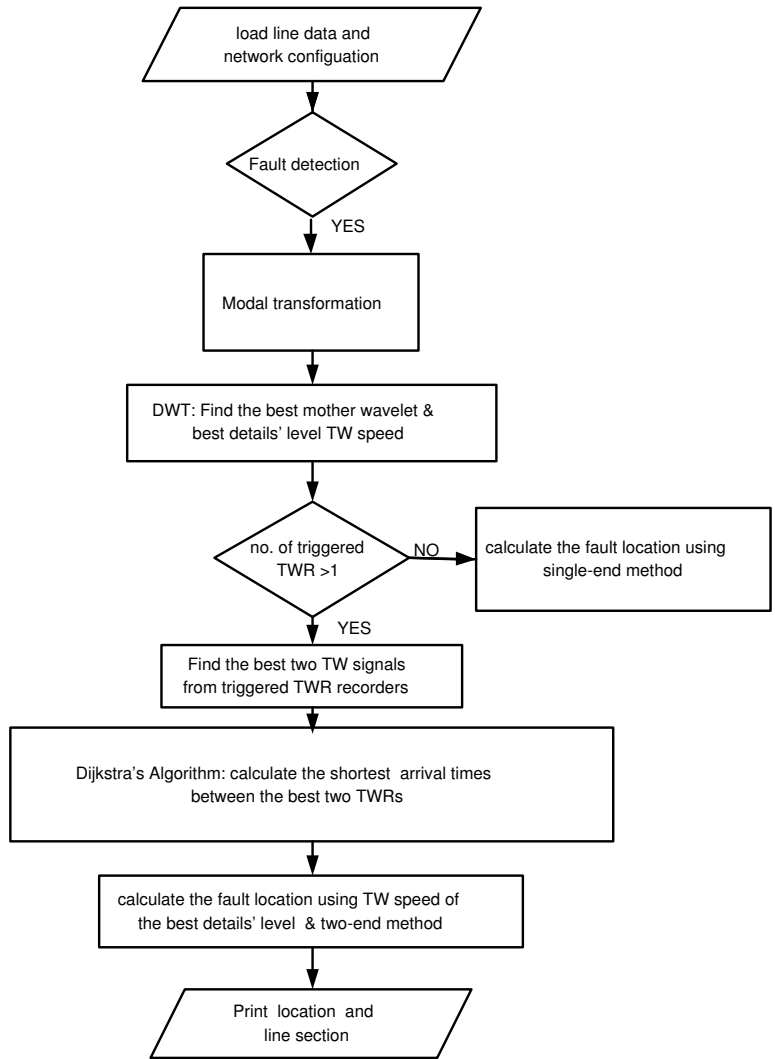 load line data and
network configuation
Fault detection
YES
Modal transformation
DWT: Find the best mother wavelet &
best details’ level TW speed
no. of triggered
TWR >1
NO
calculate the fault location using
single-end method
YES
Find the best two TW signals
from triggered TWR recorders
Dijkstra’s Algorithm: calculate the shortest arrival times
between the best two TWRs
calculate the fault location using TW speed of
the best details’ level & two-end method
Print location and
line section